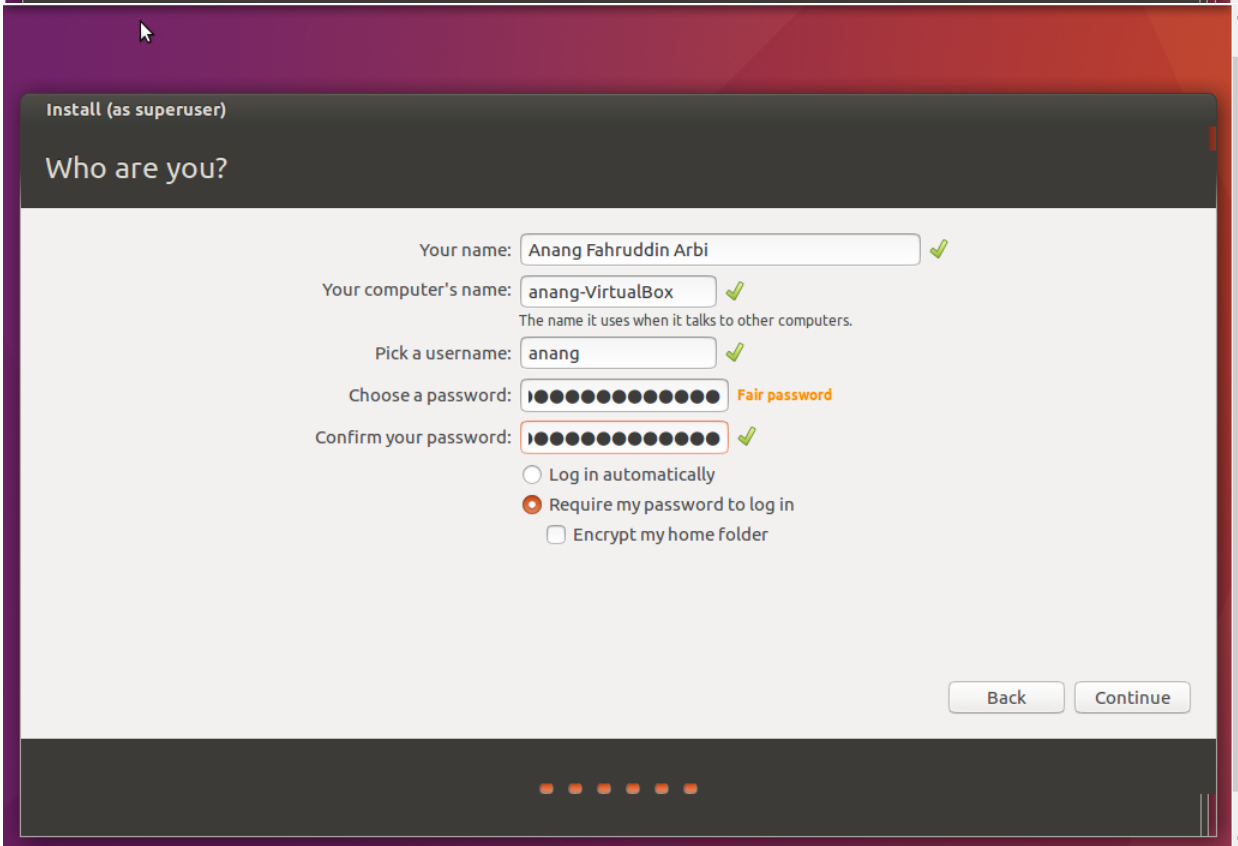 Install (as superuser)
Who are you?
Your name: Anang Fahruddin Arbi
Your computer's name: anang-VirtualBox
The name it uses when it talks to other computers.
Pick a username: anang
Choose a password: ●●●●●●●●●●●●● Fair password
Confirm your password: ●●●●●●●●●●●●●
Log in automatically
Require my password to log in
Encrypt my home folder
Back Continue